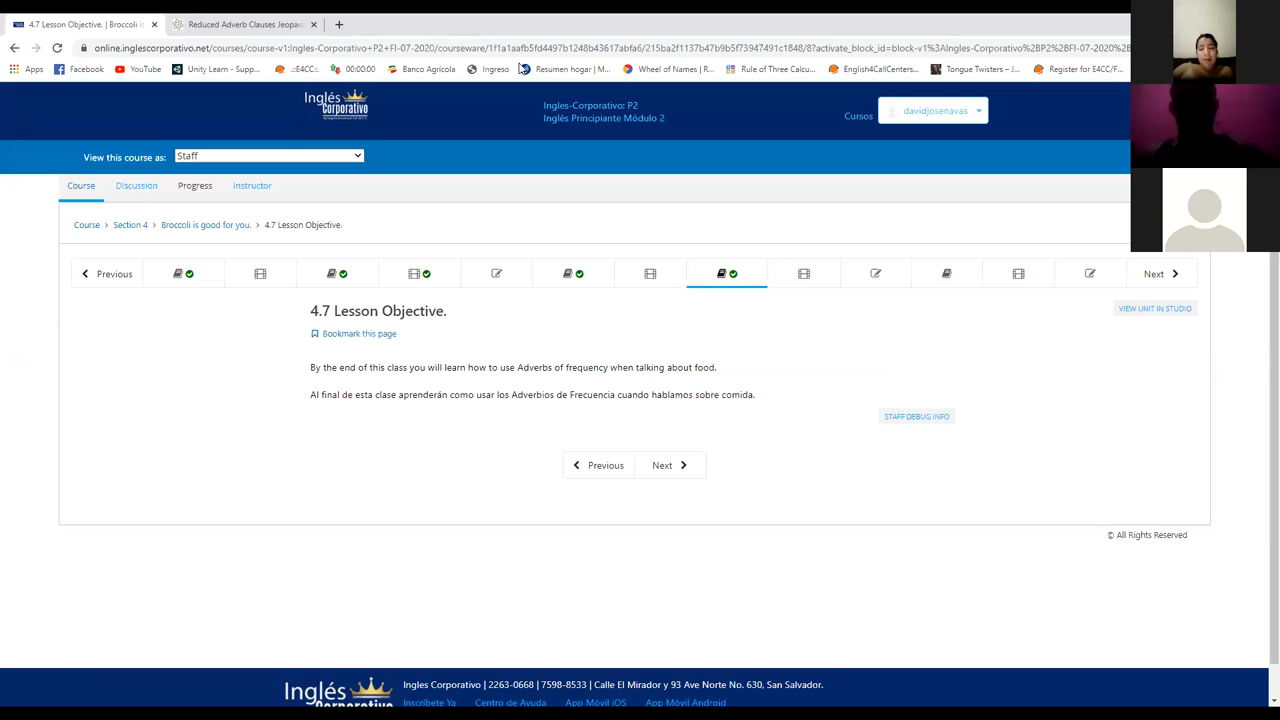 4.7 Lesson Objective. | Broccoli is
Reduced Adverb Clauses Jeopar
online.inglescorporativo.net/courses/course-v1:Ingles-Corporativo+P2+FI-07-2020/courseware/1f1a1aafb5fd4497b1248b43617abfa6/215ba2f1137b47b9b5f73947491c1848/8?activate_block_id=block-v1%3AIngles-Corporativo%2BP2%2BFI-07-2020%2B
Apps Facebook YouTube Unity Learn - Supp... .::E4CC:. 00:00:00 Banco Agrícola Ingreso Resumen hogar | M... Wheel of Names | R... Rule of Three Calcu... English4CallCenters... Tongue Twisters – J... Register for E4CC/F...
Inglés
Corporativo
Ingles-Corporativo: P2
Inglés Principiante Módulo 2
Cursos
davidjosenavas
View this course as: Staff
Course Discussion Progress Instructor
Course > Section 4 > Broccoli is good for you. > 4.7 Lesson Objective.
Previous
Next
4.7 Lesson Objective.
VIEW UNIT IN STUDIO
Bookmark this page
By the end of this class you will learn how to use Adverbs of frequency when talking about food.
Al final de esta clase aprenderán como usar los Adverbios de Frecuencia cuando hablamos sobre comida.
STAFF DEBUG INFO
Previous Next
© All Rights Reserved
Inglés
Corporativo
Ingles Corporativo | 2263-0668 | 7598-8533 | Calle El Mirador y 93 Ave Norte No. 630, San Salvador.
Inscríbete Ya Centro de Ayuda App Móvil iOS App Móvil Android